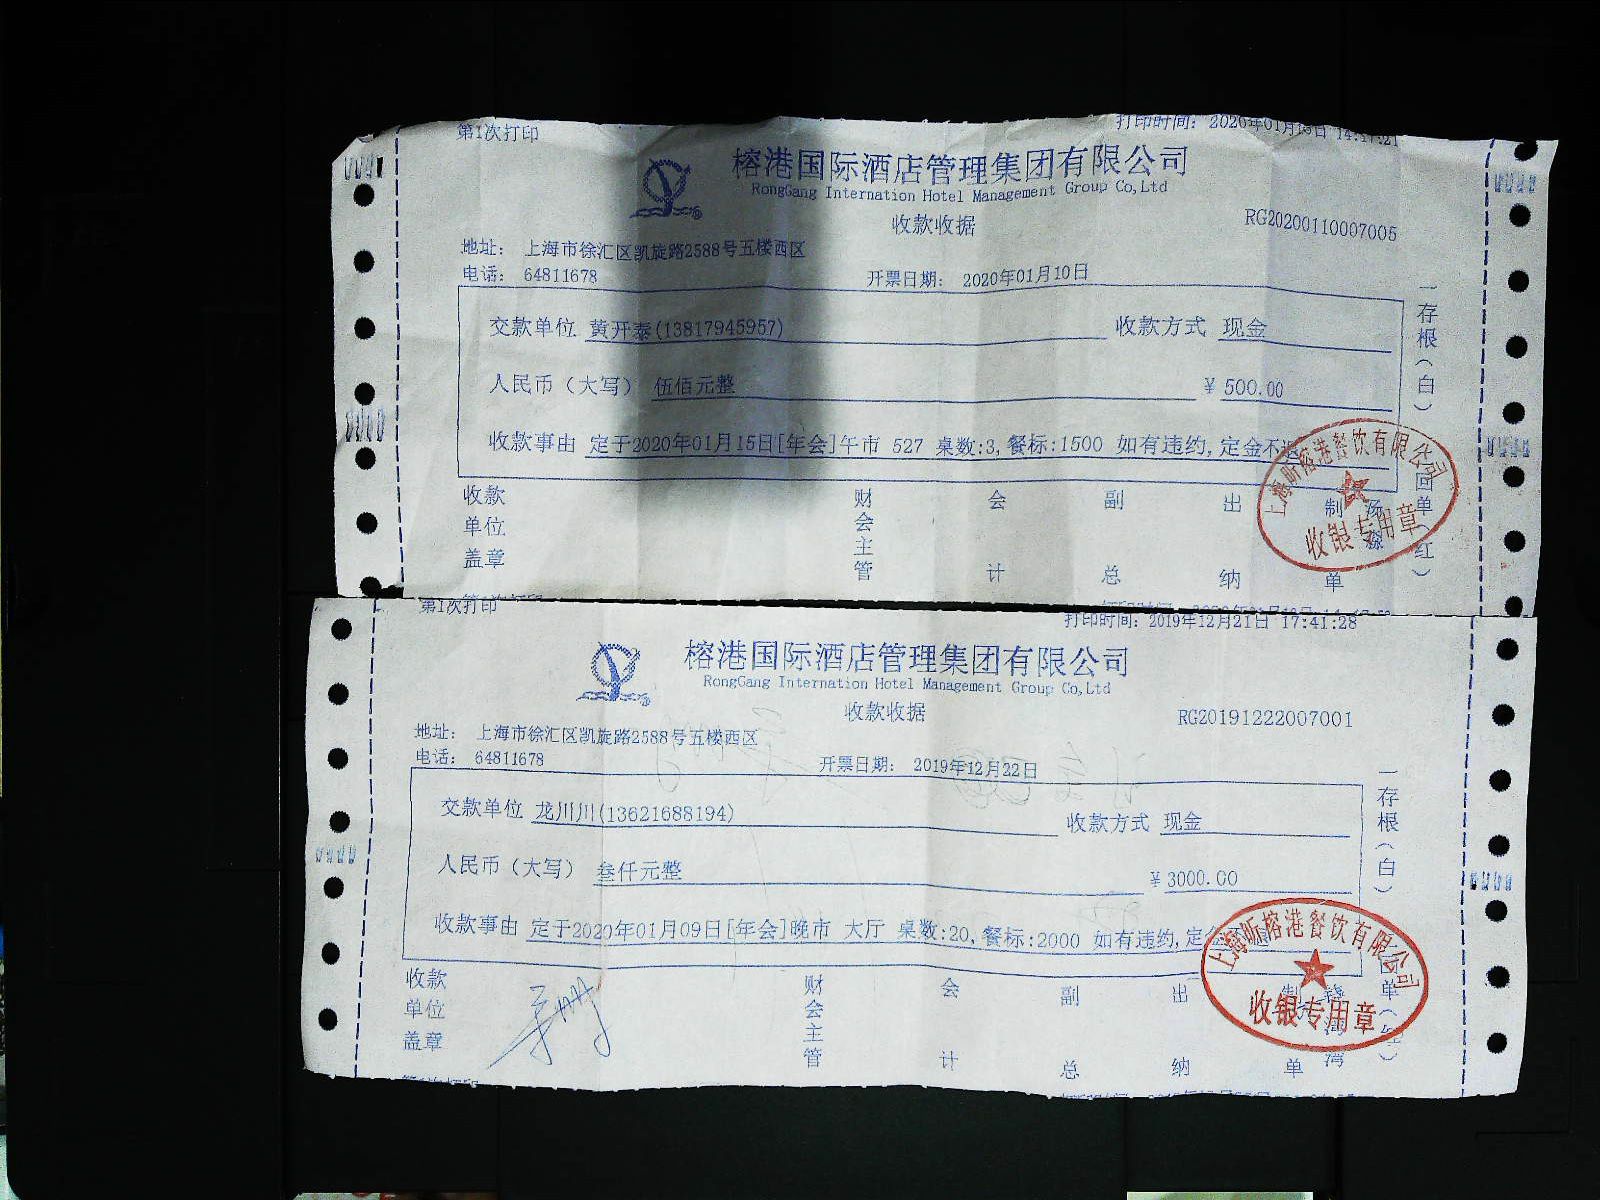 第1次打印
打印时间: 2020年01月10日 14:47:21
榕港国际酒店管理集团有限公司
RongGang International Hotel Management Group Co,Ltd
收款收据
RG20200110007005
地址: 上海市徐汇区凯旋路2588号五楼西区
电话: 64811678
开票日期: 2020年01月10日
交款单位 黄开泰(13817945957)
收款方式 现金
人民币（大写） 伍佰元整
¥ 500.00
收款事由 定于2020年01月15日[年会]午市 527 桌数:3,餐标:1500 如有违约,定金不
一存根(白)
回单(红)
收款单位盖章
财会主管
会计
副总
出纳
制单
上海昕榕港餐饮有限公司
收银专用章
第1次打印
打印时间: 2019年12月21日 17:41:28
榕港国际酒店管理集团有限公司
RongGang International Hotel Management Group Co,Ltd
收款收据
RG20191222007001
地址: 上海市徐汇区凯旋路2588号五楼西区
电话: 64811678
开票日期: 2019年12月22日
交款单位 龙川川(13621688194)
收款方式 现金
人民币（大写） 叁仟元整
¥ 3000.00
收款事由 定于2020年01月09日[年会]晚市 大厅 桌数:20,餐标:2000 如有违约,定
一存根(白)
收款单位盖章
财会主管
会计
副总
出纳
制单
上海昕榕港餐饮有限公司
收银专用章